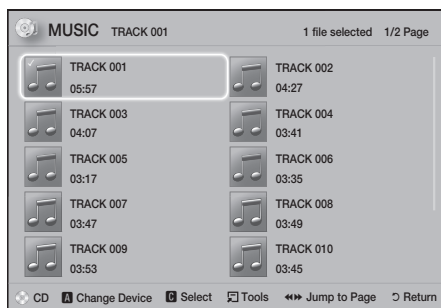 MUSIC TRACK 001 1 file selected 1/2 Page
TRACK 001 TRACK 002
05:57 04:27
TRACK 003 TRACK 004
04:07 03:41
TRACK 005 TRACK 006
03:17 03:35
TRACK 007 TRACK 008
03:47 03:49
TRACK 009 TRACK 010
03:53 03:45
CD A Change Device C Select Tools Jump to Page Return